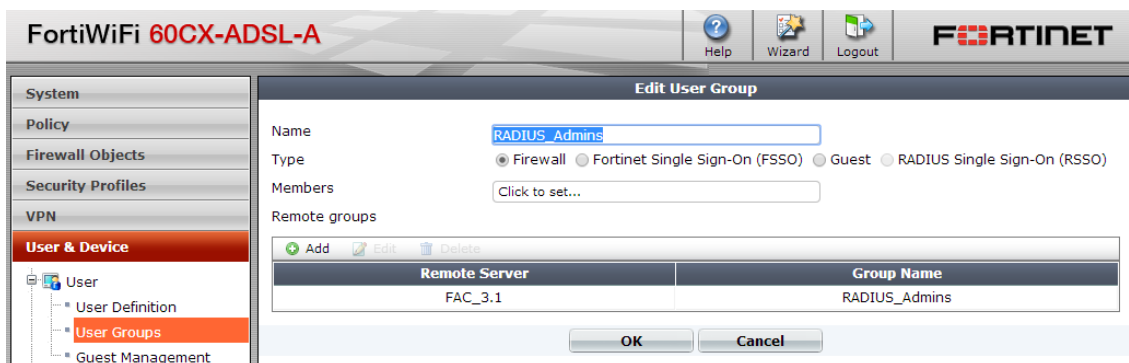 FortiWiFi 60CX-ADSL-A
Help
Wizard
Logout
FORTINET
System
Policy
Firewall Objects
Security Profiles
VPN
User & Device
User
User Definition
User Groups
Guest Management
Edit User Group
Name RADIUS_Admins
Type Firewall Fortinet Single Sign-On (FSSO) Guest RADIUS Single Sign-On (RSSO)
Members Click to set...
Remote groups
Add Edit Delete
Remote Server Group Name
FAC_3.1 RADIUS_Admins
OK Cancel